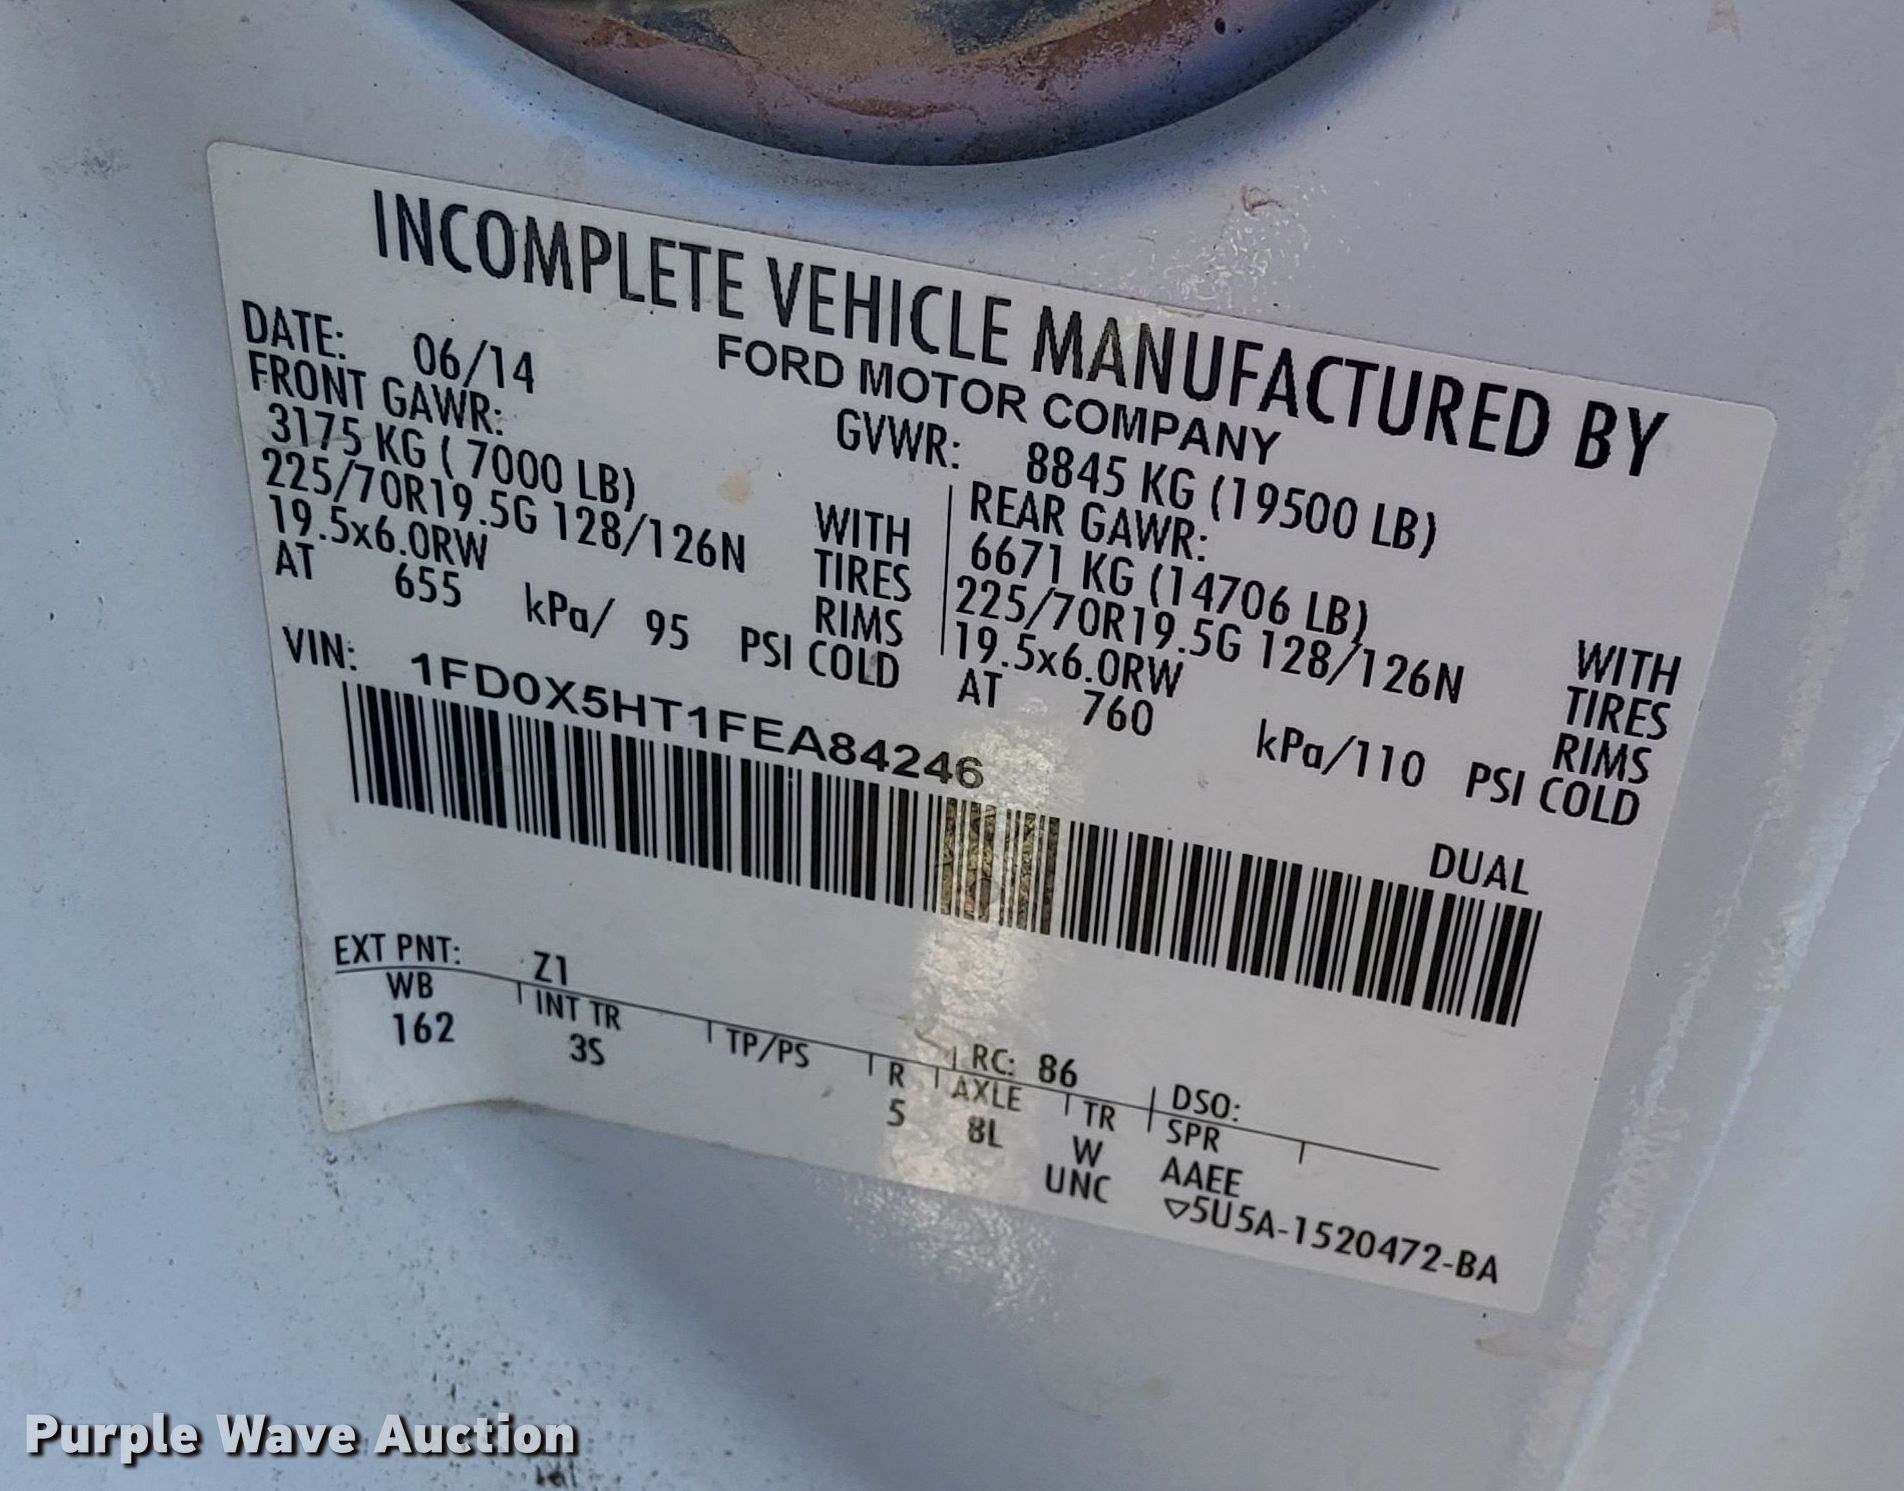 INCOMPLETE VEHICLE MANUFACTURED BY
FORD MOTOR COMPANY
DATE: 06/14 GVWR: 8845 KG (19500 LB)
FRONT GAWR: REAR GAWR:
3175 KG ( 7000 LB) WITH 6671 KG (14706 LB) WITH
225/70R19.5G 128/126N TIRES 225/70R19.5G 128/126N TIRES
19.5x6.0RW RIMS 19.5x6.0RW RIMS
AT 655 kPa/ 95 PSI COLD AT 760 kPa/110 PSI COLD
VIN: 1FD0X5HT1FEA84246 DUAL
EXT PNT: Z1 RC: 86 DSO:
WB INT TR TP/PS R AXLE TR SPR
162 3S 5 8L W AAEE
UNC ▽5U5A-1520472-BA
Purple Wave Auction